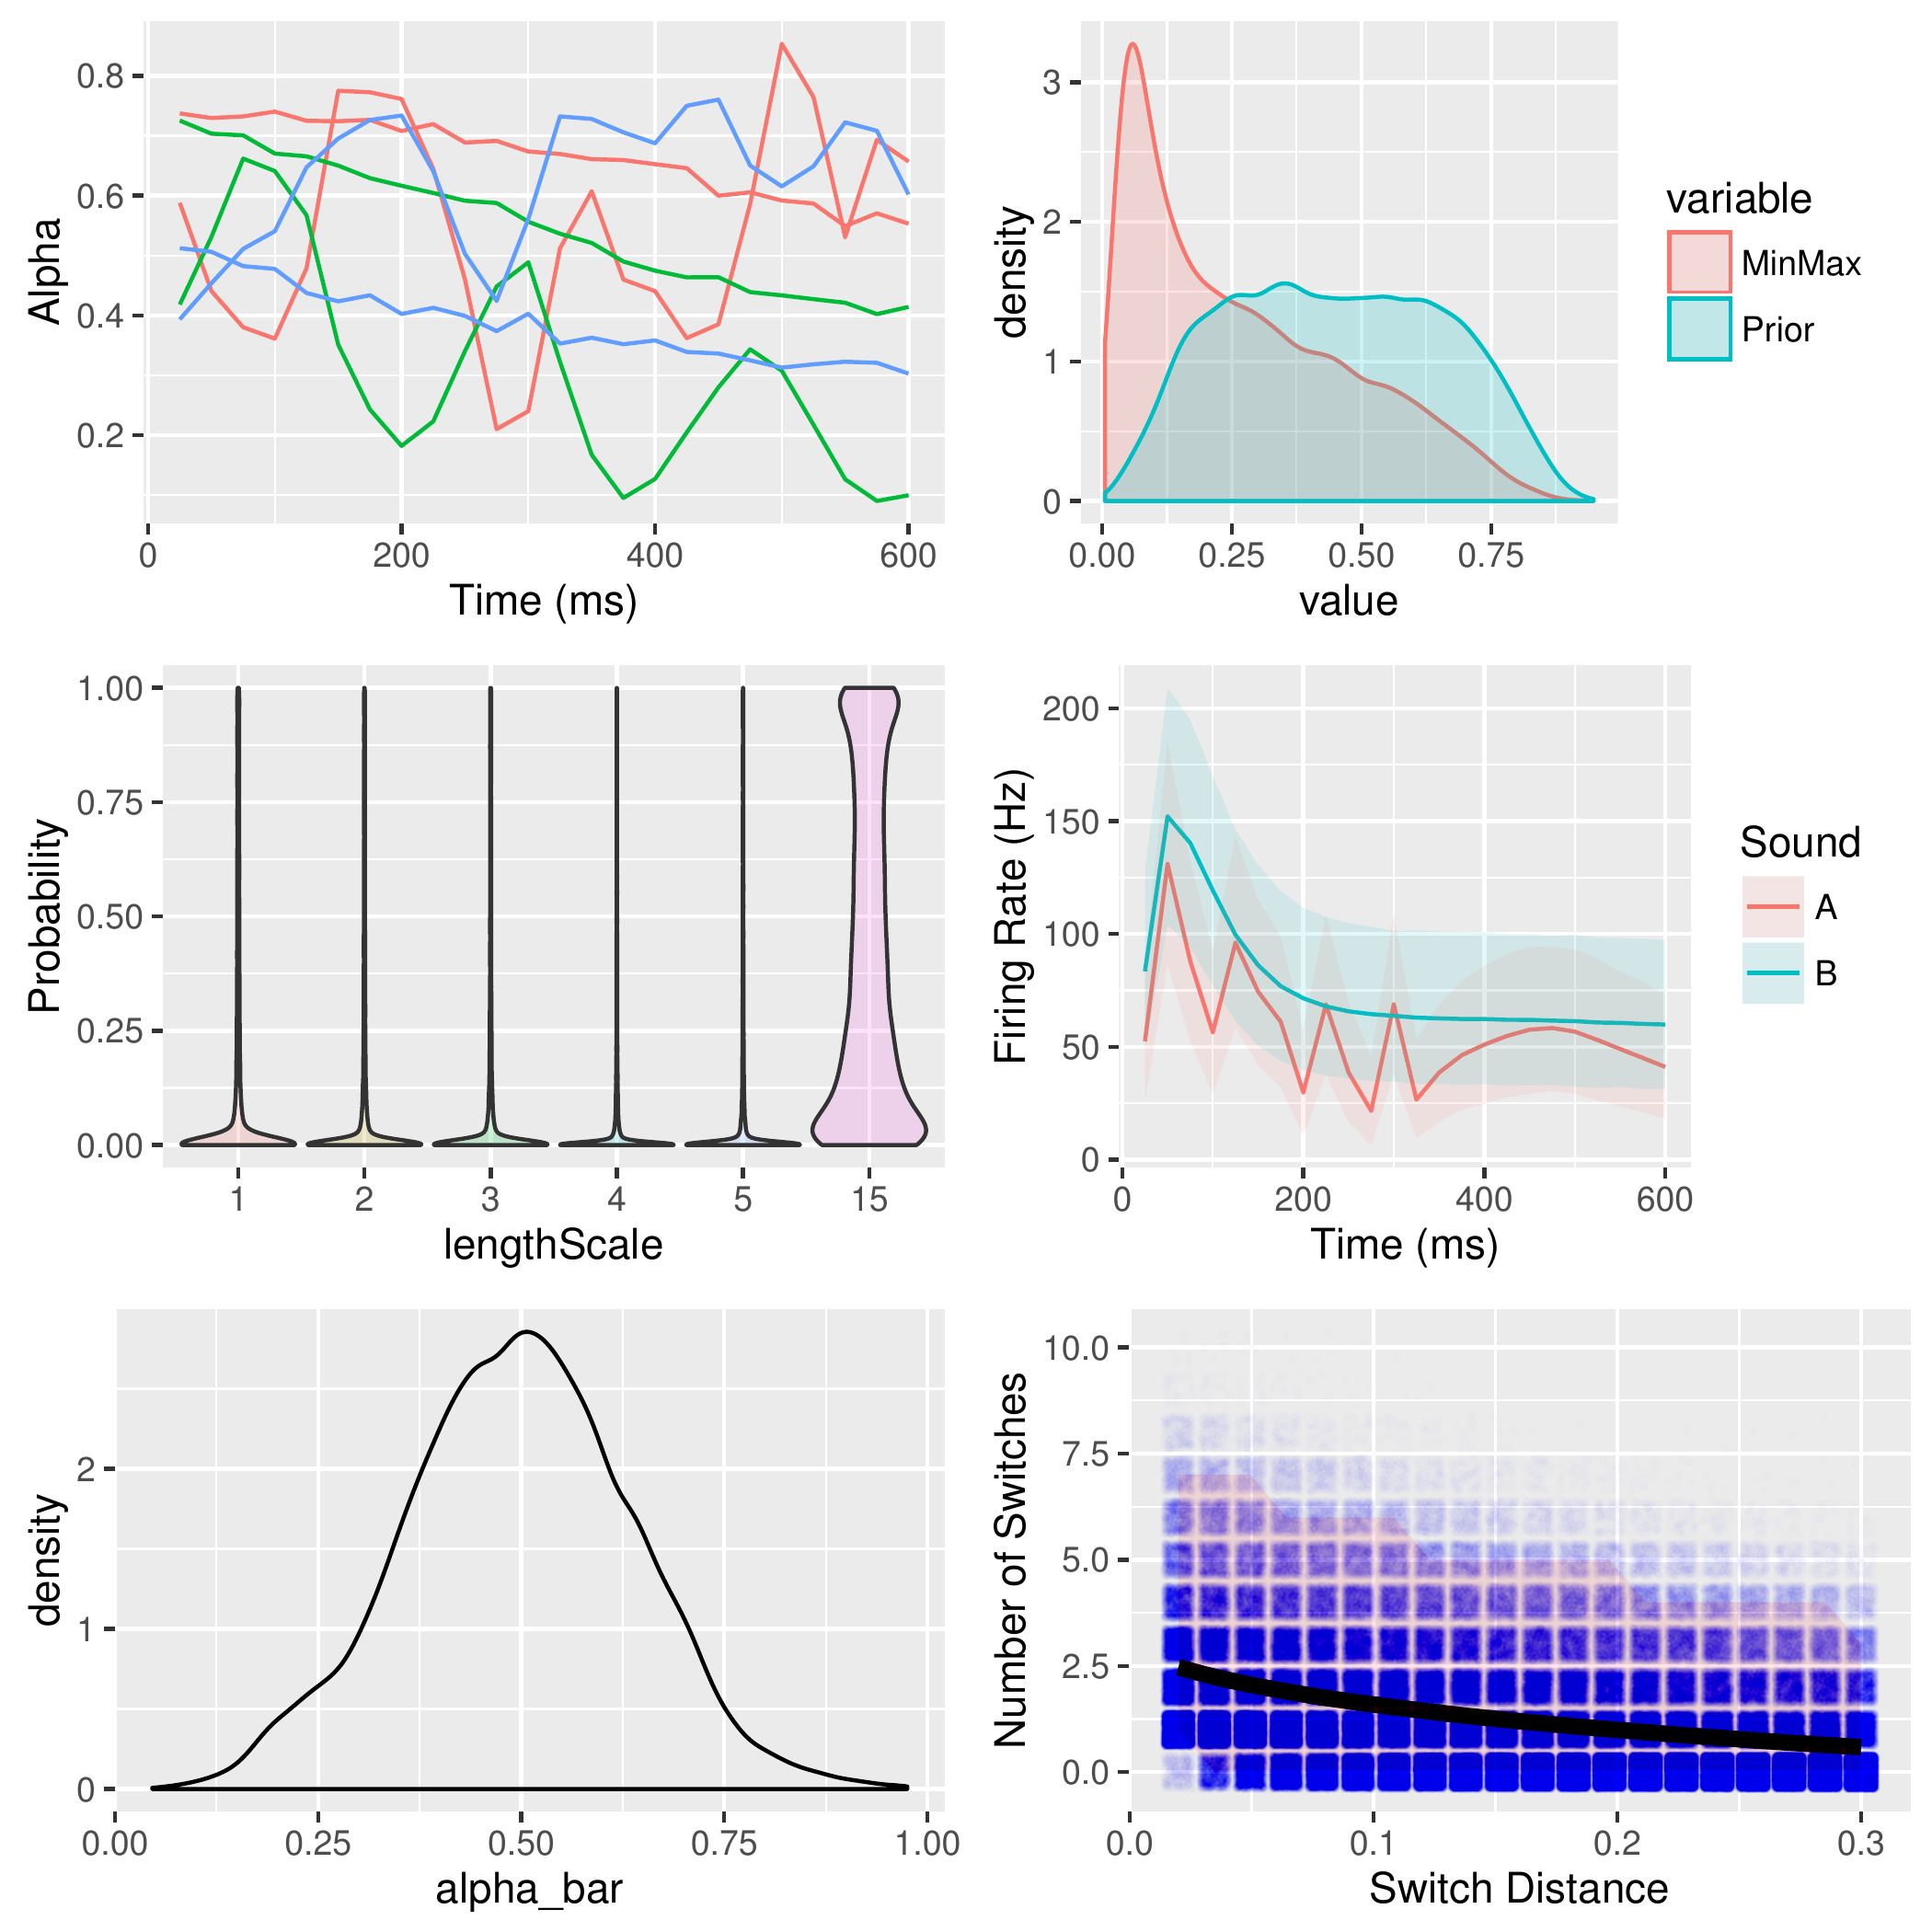 Alpha
0.8
0.6
0.4
0.2
0
200
400
600
Time (ms)
density
3
2
1
0
0.00
0.25
0.50
0.75
value
variable
MinMax
Prior
Probability
1.00
0.75
0.50
0.25
0.00
1
2
3
4
5
15
lengthScale
Firing Rate (Hz)
200
150
100
50
0
0
200
400
600
Time (ms)
Sound
A
B
density
2
1
0
0.00
0.25
0.50
0.75
1.00
alpha_bar
Number of Switches
10.0
7.5
5.0
2.5
0.0
0.0
0.1
0.2
0.3
Switch Distance